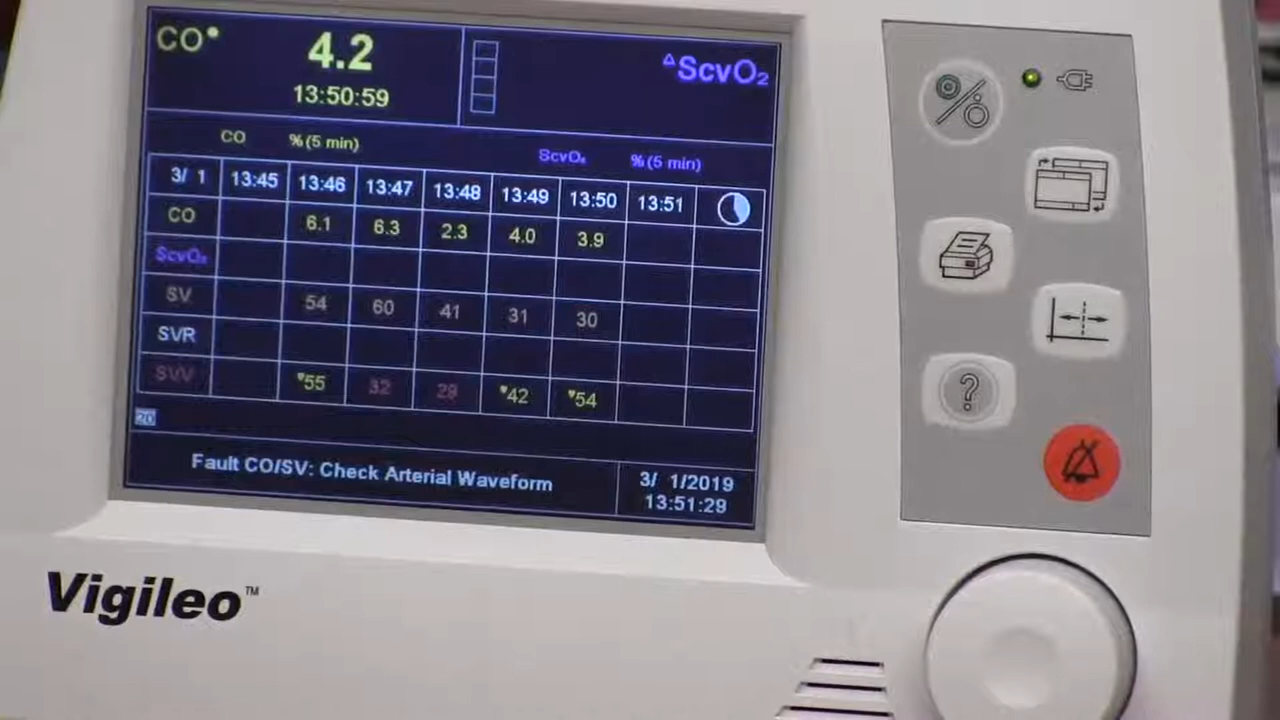 CO 4.2 ΔScvO₂
13:50:59
CO %(5 min) ScvO₂ %(5 min)
3/ 1 13:45 13:46 13:47 13:48 13:49 13:50 13:51
CO 6.1 6.3 2.3 4.0 3.9
ScvO₂
SV 54 60 41 31 30
SVR
SVV 55 32 29 42 54
20
Fault CO/SV: Check Arterial Waveform
3/ 1/2019
13:51:29
?
Vigileo™